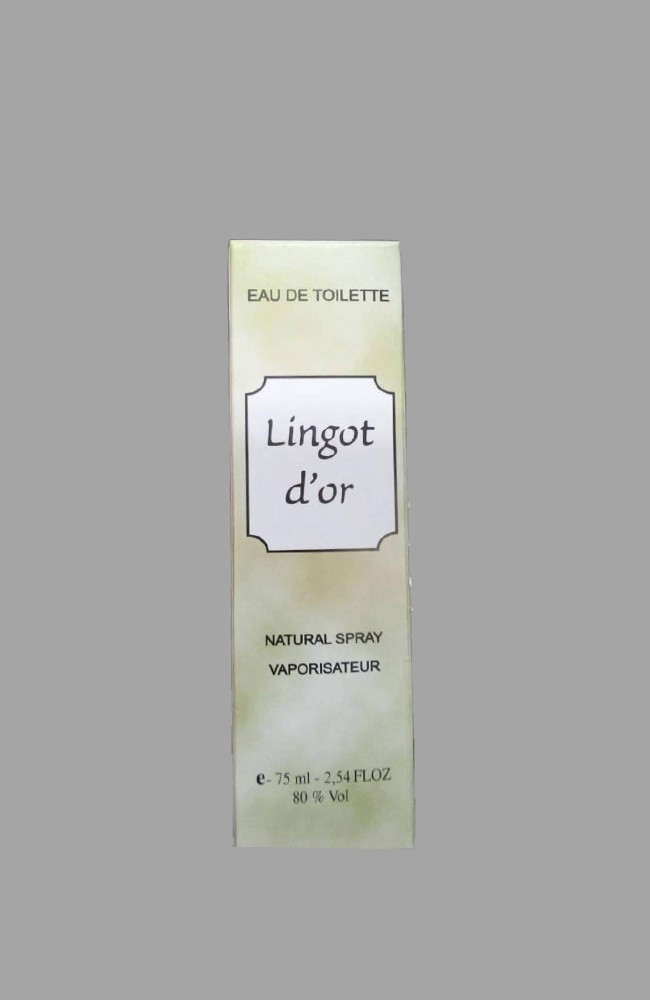 EAU DE TOILETTE
Lingot
d'or
NATURAL SPRAY
VAPORISATEUR
e - 75 ml - 2,54 FLOZ
80 % Vol